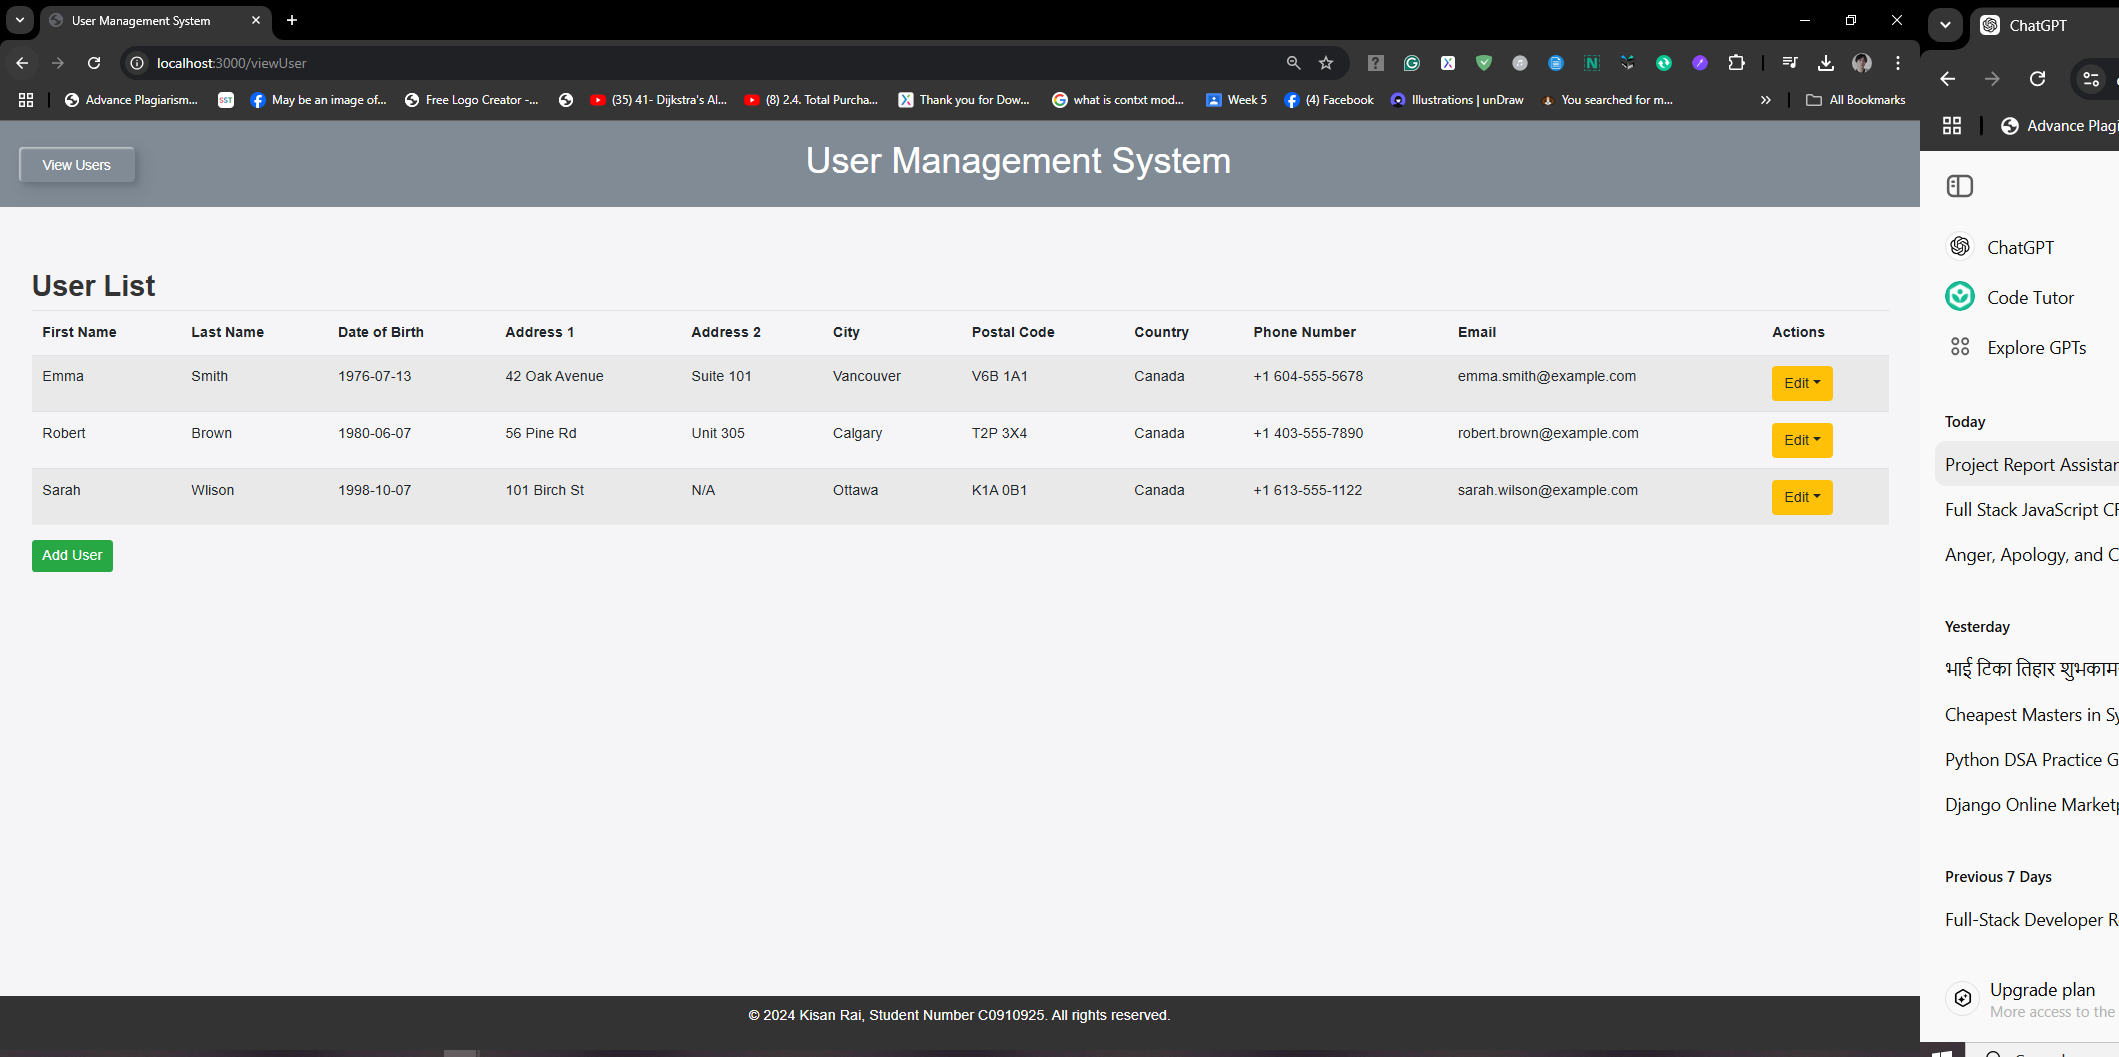 User Management System
localhost:3000/viewUser
Advance Plagiarism... SST May be an image of... Free Logo Creator -... (35) 41- Dijkstra's Al... (8) 2.4. Total Purcha... Thank you for Dow... what is contxt mod... Week 5 (4) Facebook Illustrations | unDraw You searched for m... » All Bookmarks
View Users
User Management System
User List
First Name Last Name Date of Birth Address 1 Address 2 City Postal Code Country Phone Number Email Actions
Emma Smith 1976-07-13 42 Oak Avenue Suite 101 Vancouver V6B 1A1 Canada +1 604-555-5678 emma.smith@example.com Edit
Robert Brown 1980-06-07 56 Pine Rd Unit 305 Calgary T2P 3X4 Canada +1 403-555-7890 robert.brown@example.com Edit
Sarah Wlison 1998-10-07 101 Birch St N/A Ottawa K1A 0B1 Canada +1 613-555-1122 sarah.wilson@example.com Edit
Add User
© 2024 Kisan Rai, Student Number C0910925. All rights reserved.
ChatGPT
Advance Plagi
ChatGPT
Code Tutor
Explore GPTs
Today
Project Report Assistan
Full Stack JavaScript CR
Anger, Apology, and C
Yesterday
भाई टिका तिहार शुभकाम
Cheapest Masters in Sy
Python DSA Practice G
Django Online Marketp
Previous 7 Days
Full-Stack Developer R
Upgrade plan
More access to the